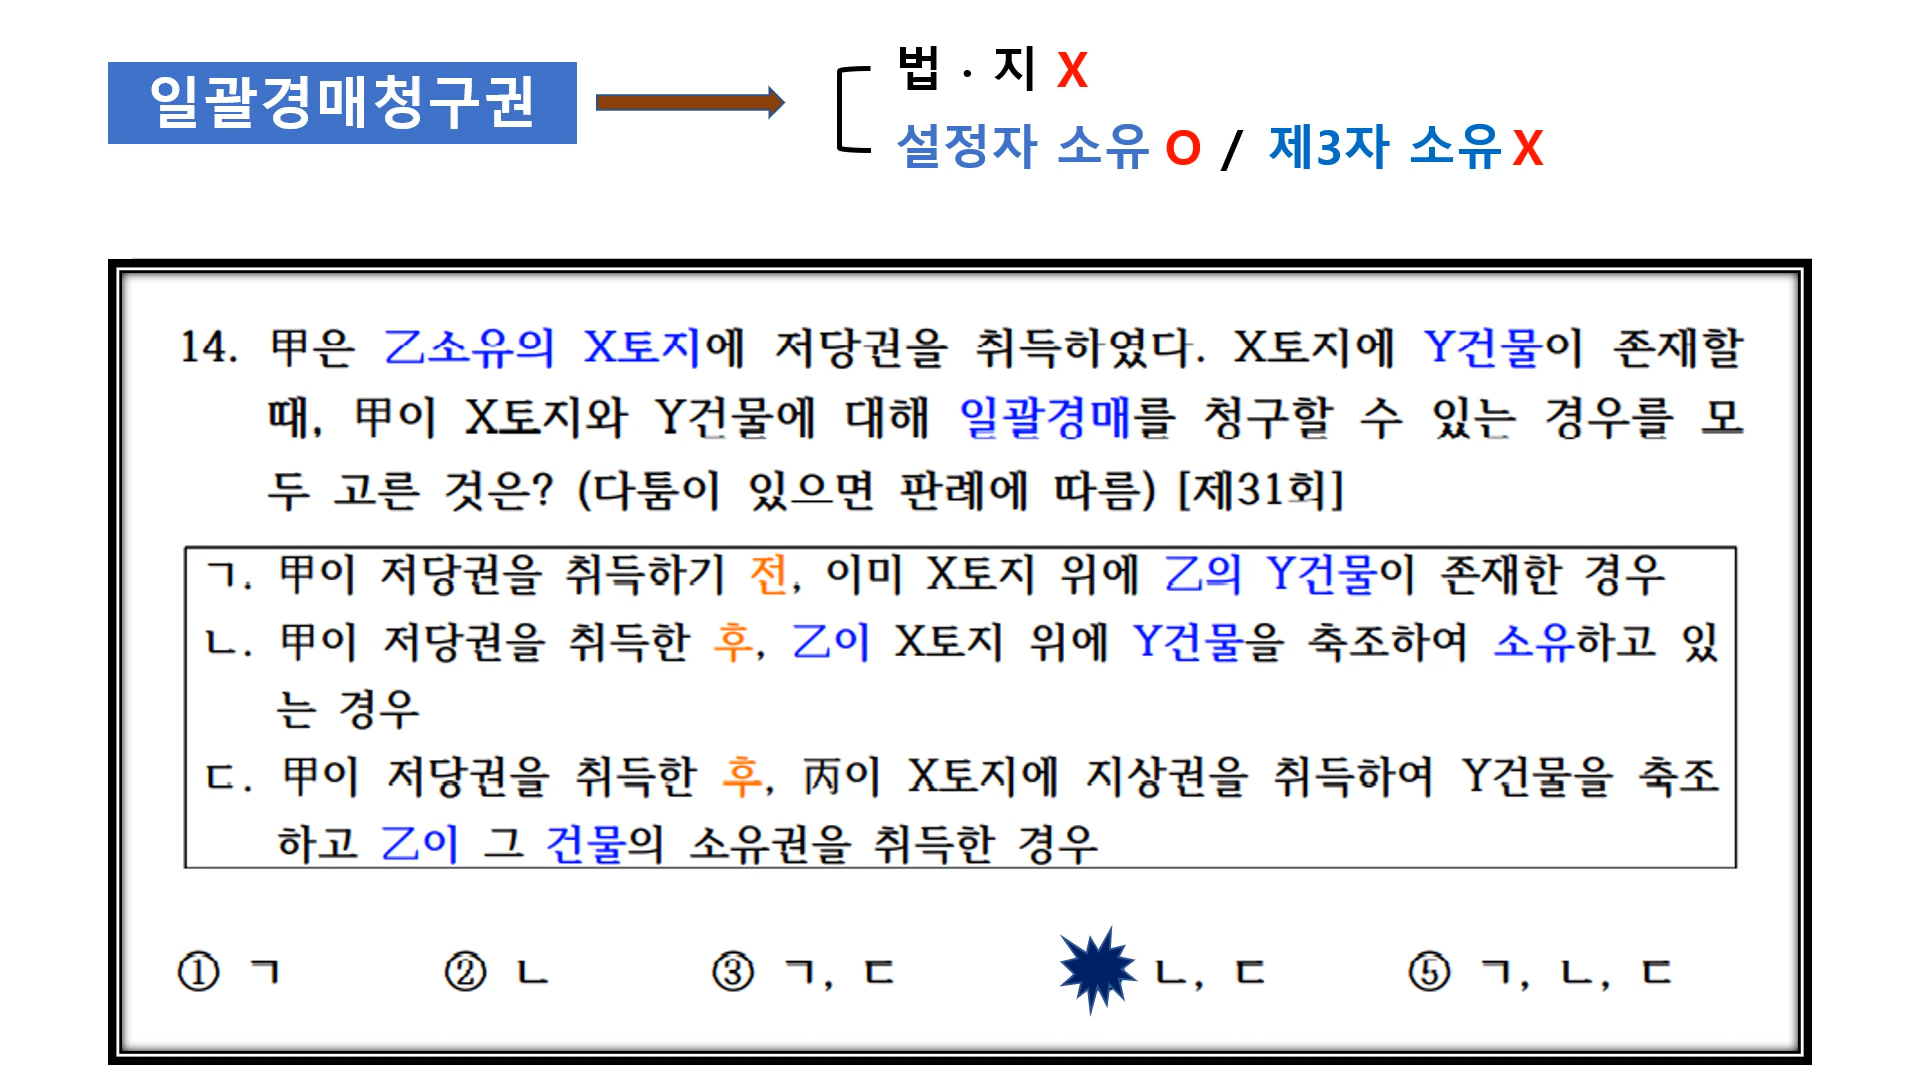 일괄경매청구권
법 · 지 X
설정자 소유 O / 제3자 소유 X
14. 甲은 乙소유의 X토지에 저당권을 취득하였다. X토지에 Y건물이 존재할
때, 甲이 X토지와 Y건물에 대해 일괄경매를 청구할 수 있는 경우를 모
두 고른 것은? (다툼이 있으면 판례에 따름) [제31회]
ㄱ. 甲이 저당권을 취득하기 전, 이미 X토지 위에 乙의 Y건물이 존재한 경우
ㄴ. 甲이 저당권을 취득한 후, 乙이 X토지 위에 Y건물을 축조하여 소유하고 있
는 경우
ㄷ. 甲이 저당권을 취득한 후, 丙이 X토지에 지상권을 취득하여 Y건물을 축조
하고 乙이 그 건물의 소유권을 취득한 경우
① ㄱ ② ㄴ ③ ㄱ, ㄷ ㄴ, ㄷ ⑤ ㄱ, ㄴ, ㄷ